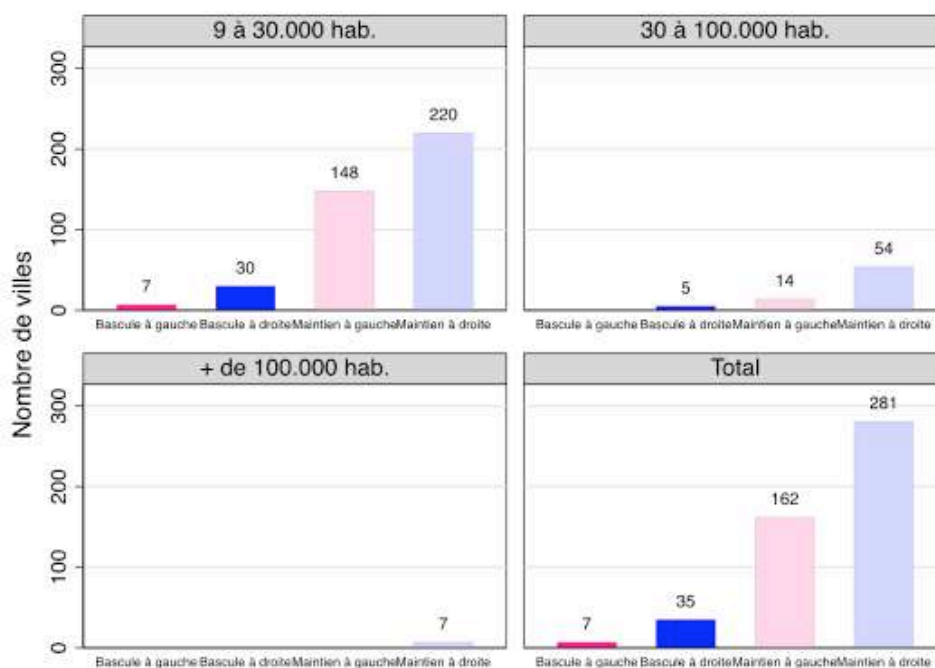 9 à 30.000 hab.
30 à 100.000 hab.
Nombre de villes
300
200
100
0
7
30
148
220
5
14
54
Bascule à gauche Bascule à droite Maintien à gauche Maintien à droite
Bascule à gauche Bascule à droite Maintien à gauche Maintien à droite
+ de 100.000 hab.
Total
300
200
100
0
7
7
35
162
281
Bascule à gauche Bascule à droite Maintien à gauche Maintien à droite
Bascule à gauche Bascule à droite Maintien à gauche Maintien à droite